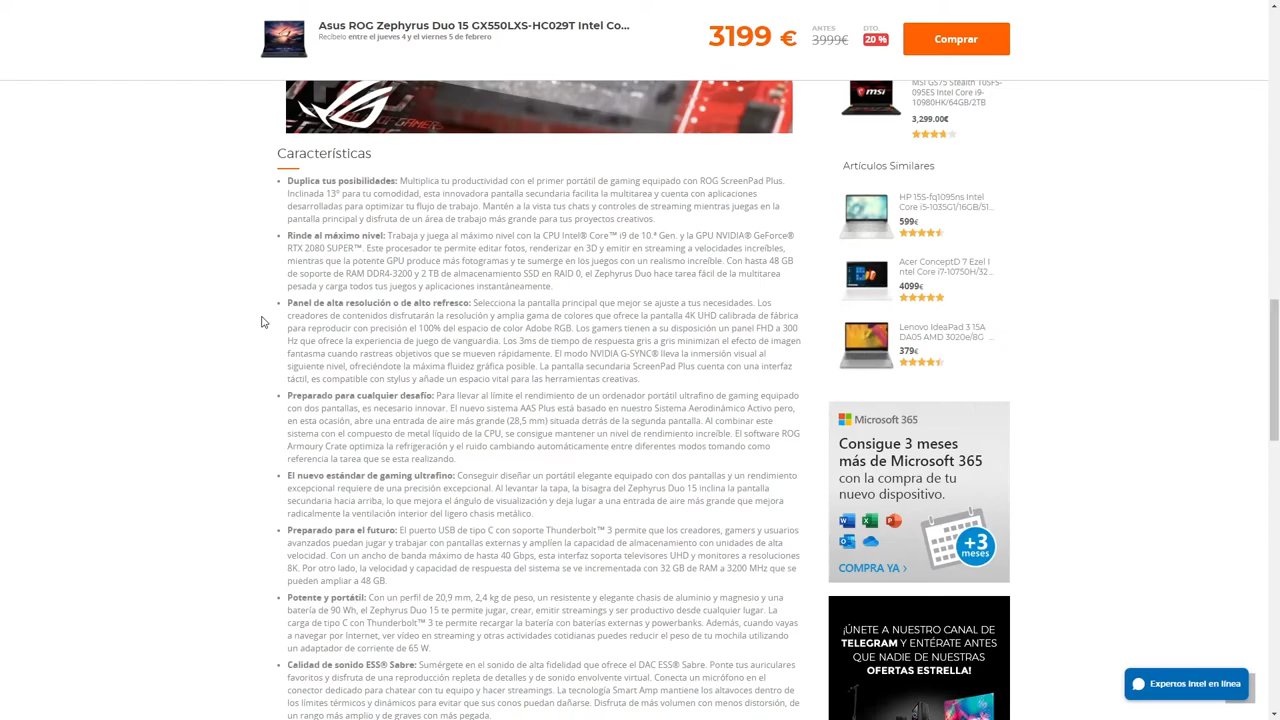 Asus ROG Zephyrus Duo 15 GX550LXS-HC029T Intel Co...
Recíbelo entre el jueves 4 y el viernes 5 de febrero
3199 €
ANTES
3999€
DTO.
20 %
Comprar
MSI GS75 Stealth 10SFS-
095ES Intel Core i9-
10980HK/64GB/2TB
3,299.00€
msi
OF GAMERS
Características
Duplica tus posibilidades: Multiplica tu productividad con el primer portátil de gaming equipado con ROG ScreenPad Plus.
Inclinada 13° para tu comodidad, esta innovadora pantalla secundaria facilita la multitarea y cuenta con aplicaciones
desarrolladas para optimizar tu flujo de trabajo. Mantén a la vista tus chats y controles de streaming mientras juegas en la
pantalla principal y disfruta de un área de trabajo más grande para tus proyectos creativos.
Rinde al máximo nivel: Trabaja y juega al máximo nivel con la CPU Intel® Core™ i9 de 10.ª Gen. y la GPU NVIDIA® GeForce®
RTX 2080 SUPER™. Este procesador te permite editar fotos, renderizar en 3D y emitir en streaming a velocidades increíbles,
mientras que la potente GPU produce más fotogramas y te sumerge en los juegos con un realismo increíble. Con hasta 48 GB
de soporte de RAM DDR4-3200 y 2 TB de almacenamiento SSD en RAID 0, el Zephyrus Duo hace tarea fácil de la multitarea
pesada y carga todos tus juegos y aplicaciones instantáneamente.
Panel de alta resolución o de alto refresco: Selecciona la pantalla principal que mejor se ajuste a tus necesidades. Los
creadores de contenidos disfrutarán la resolución y amplia gama de colores que ofrece la pantalla 4K UHD calibrada de fábrica
para reproducir con precisión el 100% del espacio de color Adobe RGB. Los gamers tienen a su disposición un panel FHD a 300
Hz que ofrece la experiencia de juego de vanguardia. Los 3ms de tiempo de respuesta gris a gris minimizan el efecto de imagen
fantasma cuando rastreas objetivos que se mueven rápidamente. El modo NVIDIA G-SYNC® lleva la inmersión visual al
siguiente nivel, ofreciéndote la máxima fluidez gráfica posible. La pantalla secundaria ScreenPad Plus cuenta con una interfaz
táctil, es compatible con stylus y añade un espacio vital para las herramientas creativas.
Preparado para cualquier desafío: Para llevar al límite el rendimiento de un ordenador portátil ultrafino de gaming equipado
con dos pantallas, es necesario innovar. El nuevo sistema AAS Plus está basado en nuestro Sistema Aerodinámico Activo pero,
en esta ocasión, abre una entrada de aire más grande (28,5 mm) situada detrás de la segunda pantalla. Al combinar este
sistema con el compuesto de metal líquido de la CPU, se consigue mantener un nivel de rendimiento increíble. El software ROG
Armoury Crate optimiza la refrigeración y el ruido cambiando automáticamente entre diferentes modos tomando como
referencia la tarea que se esta realizando.
El nuevo estándar de gaming ultrafino: Conseguir diseñar un portátil elegante equipado con dos pantallas y un rendimiento
excepcional requiere de una precisión excepcional. Al levantar la tapa, la bisagra del Zephyrus Duo 15 inclina la pantalla
secundaria hacia arriba, lo que mejora el ángulo de visualización y deja lugar a una entrada de aire más grande que mejora
radicalmente la ventilación interior del ligero chasis metálico.
Preparado para el futuro: El puerto USB de tipo C con soporte Thunderbolt™ 3 permite que los creadores, gamers y usuarios
avanzados puedan jugar y trabajar con pantallas externas y amplíen la capacidad de almacenamiento con unidades de alta
velocidad. Con un ancho de banda máximo de hasta 40 Gbps, esta interfaz soporta televisores UHD y monitores a resoluciones
8K. Por otro lado, la velocidad y capacidad de respuesta del sistema se ve incrementada con 32 GB de RAM a 3200 MHz que se
pueden ampliar a 48 GB.
Potente y portátil: Con un perfil de 20,9 mm, 2,4 kg de peso, un resistente y elegante chasis de aluminio y magnesio y una
batería de 90 Wh, el Zephyrus Duo 15 te permite jugar, crear, emitir streamings y ser productivo desde cualquier lugar. La
carga de tipo C con Thunderbolt™ 3 te permite recargar la batería con baterías externas y powerbanks. Además, cuando vayas
a navegar por Internet, ver vídeo en streaming y otras actividades cotidianas puedes reducir el peso de tu mochila utilizando
un adaptador de corriente de 65 W.
Calidad de sonido ESS® Sabre: Sumérgete en el sonido de alta fidelidad que ofrece el DAC ESS® Sabre. Ponte tus auriculares
favoritos y disfruta de una reproducción repleta de detalles y de sonido envolvente virtual. Conecta un micrófono en el
conector dedicado para chatear con tu equipo y hacer streamings. La tecnología Smart Amp mantiene los altavoces dentro de
los límites térmicos y dinámicos para evitar que sus conos puedan dañarse. Disfruta de más volumen con menos distorsión, de
un rango más amplio y de graves con más pegada.
Artículos Similares
HP 15S-fq1095ns Intel
Core i5-1035G1/16GB/51...
599€
Acer ConceptD 7 Ezel I
ntel Core i7-10750H/32...
4099€
Lenovo IdeaPad 3 15A
DA05 AMD 3020e/8G ...
379€
Microsoft 365
Consigue 3 meses
más de Microsoft 365
con la compra de tu
nuevo dispositivo.
+3
meses
COMPRA YA >
¡ÚNETE A NUESTRO CANAL DE
TELEGRAM Y ENTÉRATE ANTES
QUE NADIE DE NUESTRAS
OFERTAS ESTRELLA!
Expertos Intel en línea